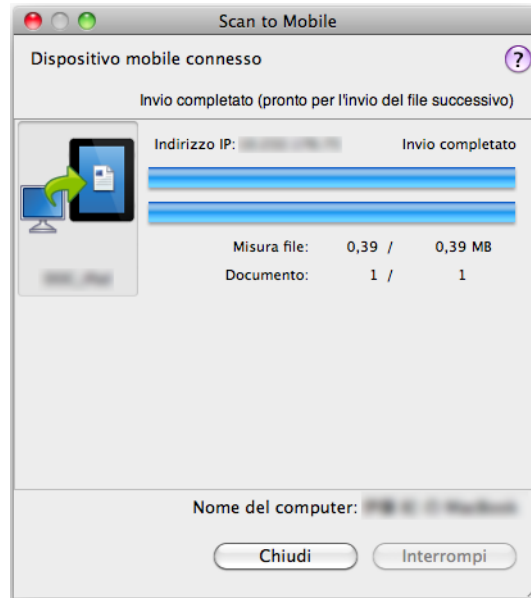 Scan to Mobile
Dispositivo mobile connesso ?
Invio completato (pronto per l'invio del file successivo)
Indirizzo IP: Invio completato
Misura file: 0,39 / 0,39 MB
Documento: 1 / 1
Nome del computer:
Chiudi Interrompi